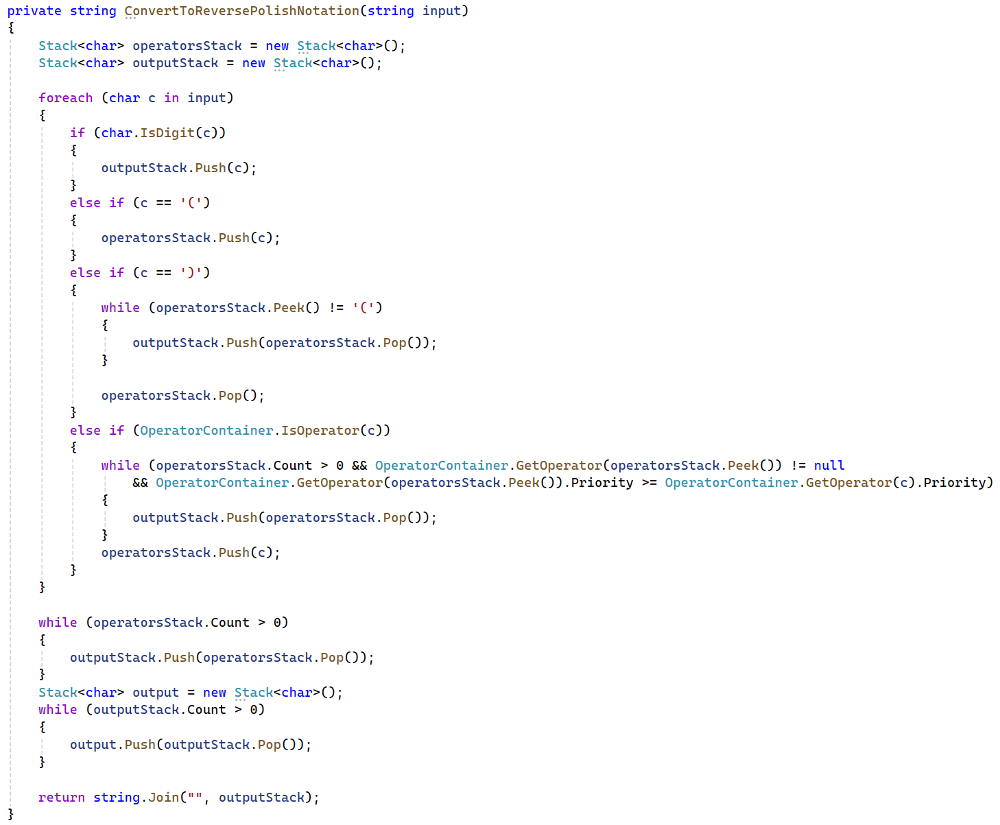 private string ConvertToReversePolishNotation(string input)
{
    Stack<char> operatorsStack = new Stack<char>();
    Stack<char> outputStack = new Stack<char>();

    foreach (char c in input)
    {
        if (char.IsDigit(c))
        {
            outputStack.Push(c);
        }
        else if (c == '(')
        {
            operatorsStack.Push(c);
        }
        else if (c == ')')
        {
            while (operatorsStack.Peek() != '(')
            {
                outputStack.Push(operatorsStack.Pop());
            }

            operatorsStack.Pop();
        }
        else if (OperatorContainer.IsOperator(c))
        {
            while (operatorsStack.Count > 0 && OperatorContainer.GetOperator(operatorsStack.Peek()) != null
                && OperatorContainer.GetOperator(operatorsStack.Peek()).Priority >= OperatorContainer.GetOperator(c).Priority)
            {
                outputStack.Push(operatorsStack.Pop());
            }
            operatorsStack.Push(c);
        }
    }

    while (operatorsStack.Count > 0)
    {
        outputStack.Push(operatorsStack.Pop());
    }
    Stack<char> output = new Stack<char>();
    while (outputStack.Count > 0)
    {
        output.Push(outputStack.Pop());
    }

    return string.Join("", outputStack);
}